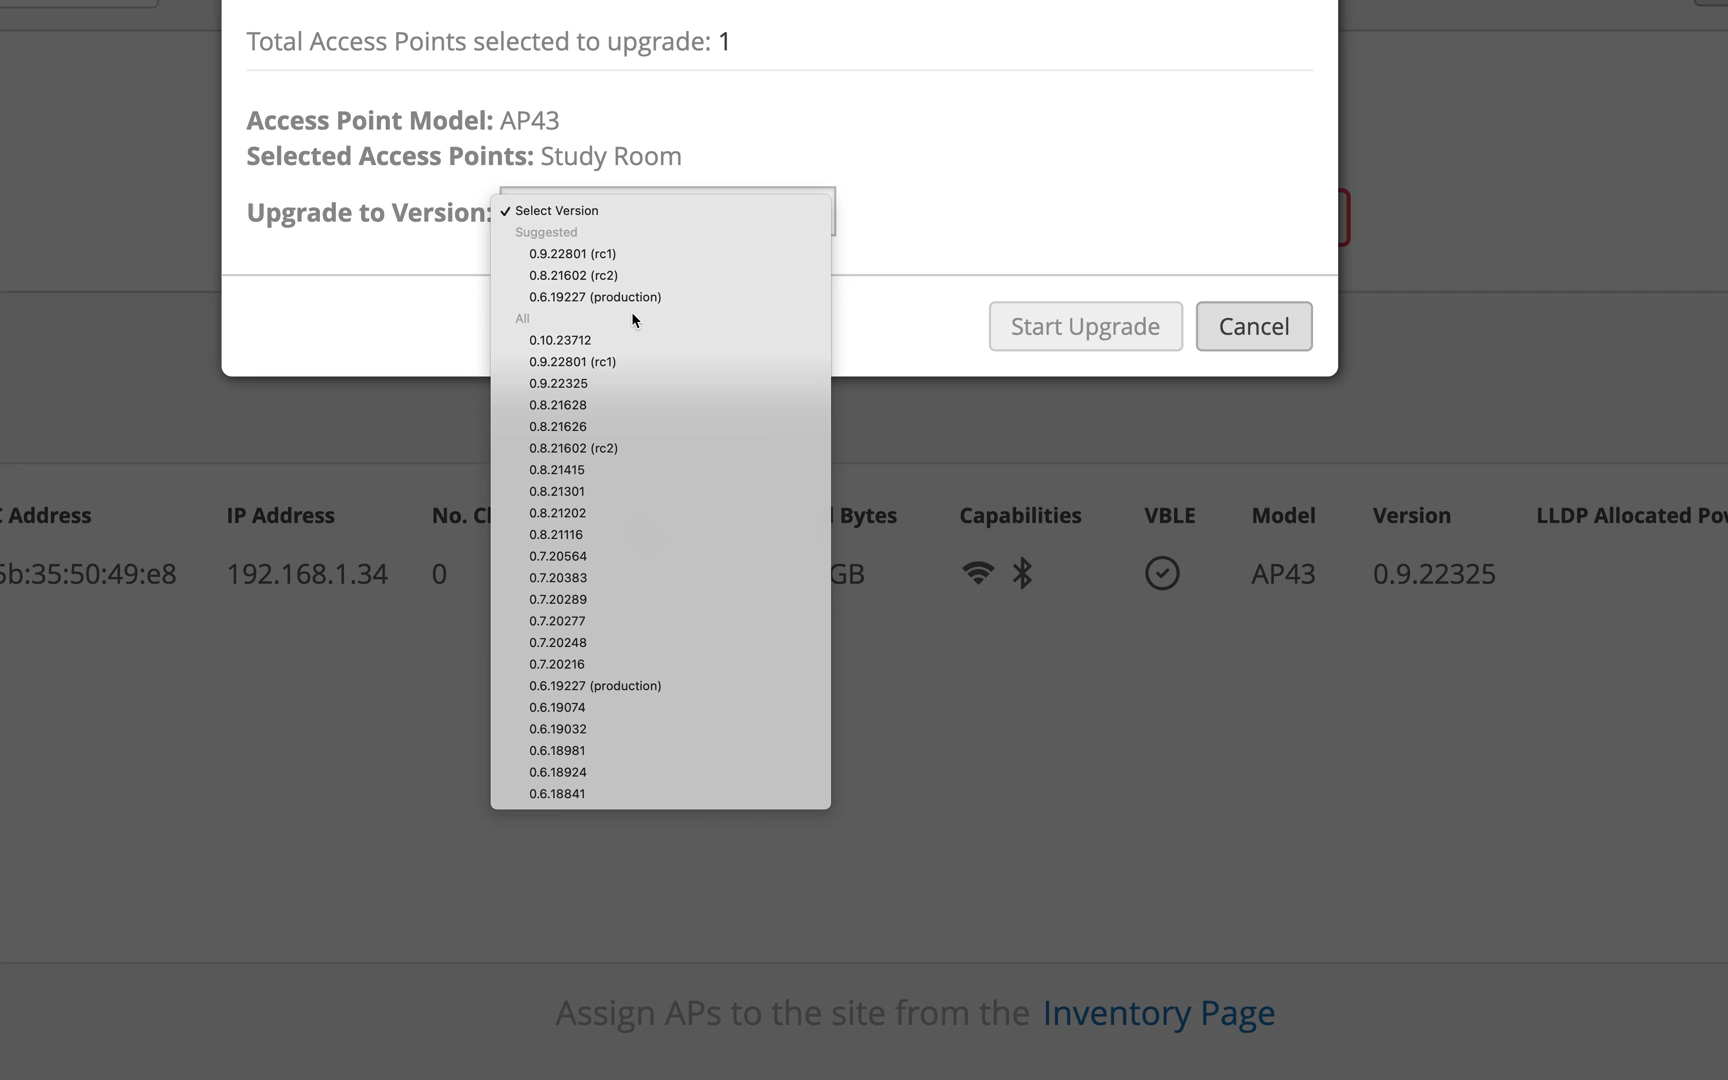 Total Access Points selected to upgrade: 1
Access Point Model: AP43
Selected Access Points: Study Room
Upgrade to Version:
✓ Select Version
Suggested
0.9.22801 (rc1)
0.8.21602 (rc2)
0.6.19227 (production)
All
0.10.23712
0.9.22801 (rc1)
0.9.22325
0.8.21628
0.8.21626
0.8.21602 (rc2)
0.8.21415
0.8.21301
0.8.21202
0.8.21116
0.7.20564
0.7.20383
0.7.20289
0.7.20277
0.7.20248
0.7.20216
0.6.19227 (production)
0.6.19074
0.6.19032
0.6.18981
0.6.18924
0.6.18841
Start Upgrade Cancel
Address IP Address No. Bytes Capabilities VBLE Model Version LLDP Allocated
5b:35:50:49:e8 192.168.1.34 0 GB AP43 0.9.22325
Assign APs to the site from the Inventory Page